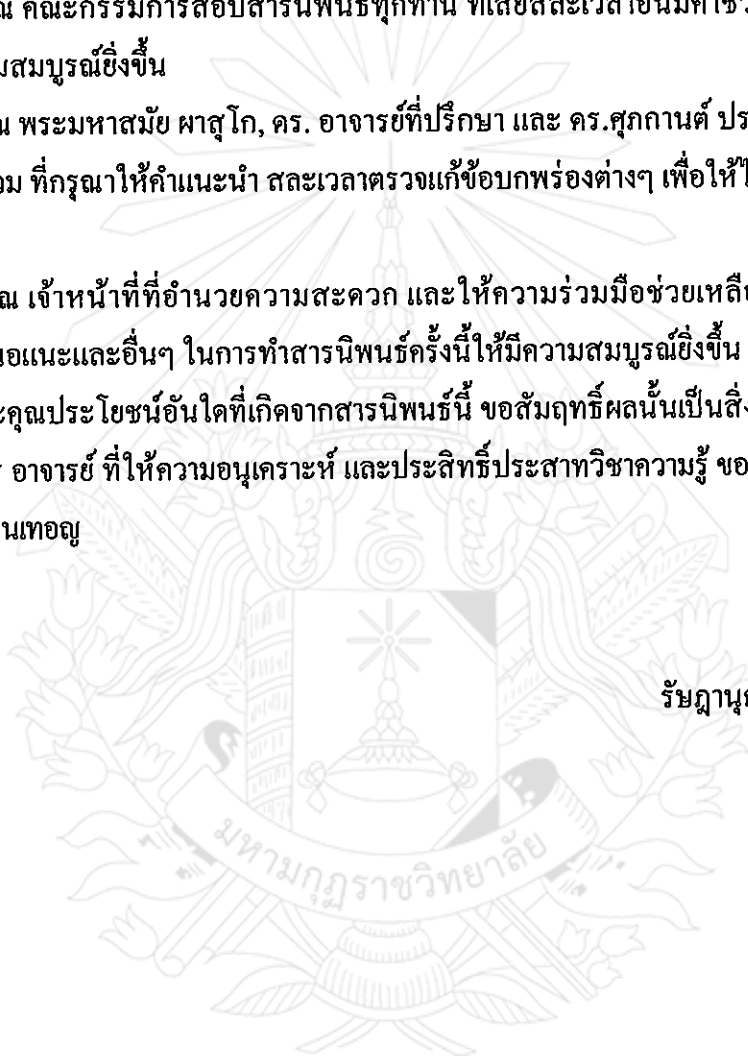 คณะกรรมการสอบสารนิพนธ์ทุกท่าน ที่เสียสละเวลาอันมีค่า
มสมบูรณ์ยิ่งขึ้น
ณ พระมหาสมัย ผาสุโก, ดร. อาจารย์ที่ปรึกษา และ ดร.ศุภกานต์ ประ
วม ที่กรุณาให้คำแนะนำ สละเวลาตรวจแก้ข้อบกพร่องต่างๆ เพื่อให้
ณ เจ้าหน้าที่ที่อำนวยความสะดวก และให้ความร่วมมือช่วยเหลื
นอแนะและอื่นๆ ในการทำสารนิพนธ์ครั้งนี้ให้มีความสมบูรณ์ยิ่งขึ้น
ะคุณประโยชน์อันใดที่เกิดจากสารนิพนธ์นี้ ขอสัมฤทธิ์ผลนั้นเป็นสิ่ง
อาจารย์ ที่ให้ความอนุเคราะห์ และประสิทธิ์ประสาทวิชาความรู้ ขอ
นเทอญ
รัษฎานุ
มหามกุฏราชวิทยาลัย